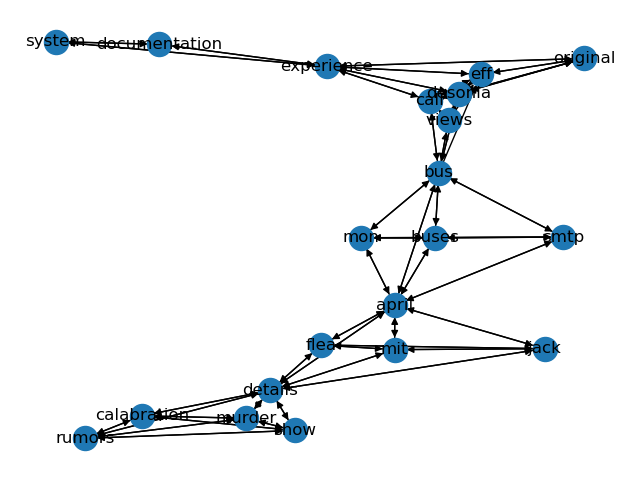 system
documentation
original
experience
eff
desonia
call
views
bus
mon
buses
smtp
april
flea
mit
jack
details
calabration
murder
rumors
show